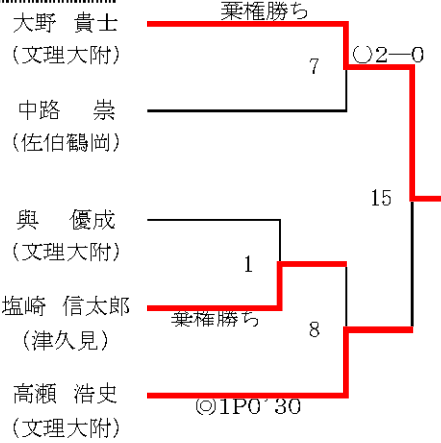 棄権勝ち
大野 貴士
(文理大附)
7
○2―0
中路 崇
(佐伯鶴岡)
15
與 優成
(文理大附)
1
塩崎 信太郎
棄権勝ち
(津久見)
8
高瀬 浩史
◎1P0´30
(文理大附)